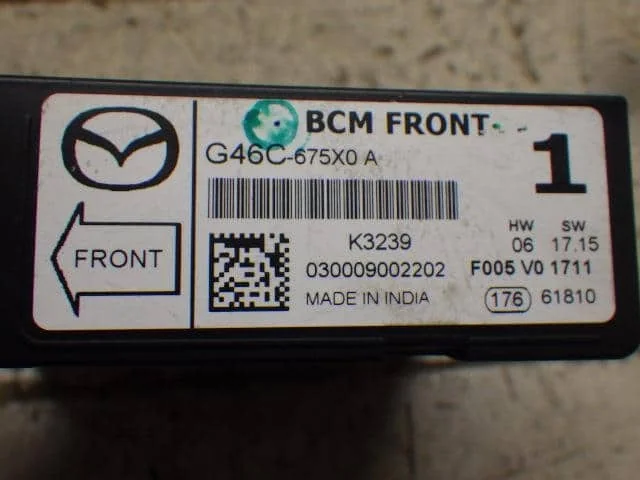 BCM FRONT
1
G46C-675X0 A
FRONT
K3239
030009002202
MADE IN INDIA
HW SW
06 17.15
F005 V0 1711
176 61810